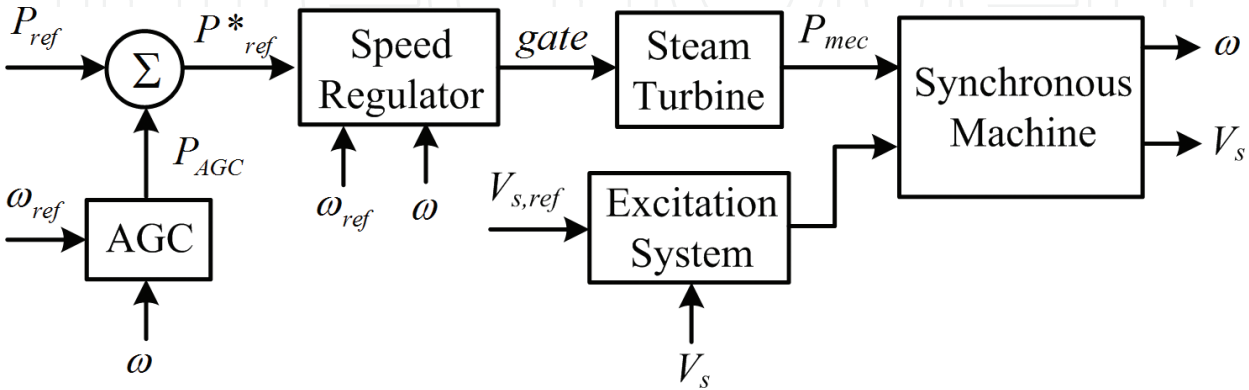 P_ref
Σ
P*_ref
Speed
Regulator
gate
Steam
Turbine
P_mec
Synchronous
Machine
ω
V_s
P_AGC
ω_ref
AGC
ω
ω_ref
ω
V_s,ref
Excitation
System
V_s